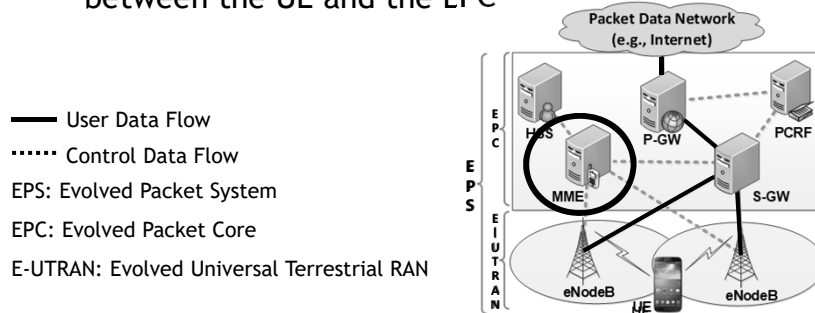 between the UE and the EPC
User Data Flow
Control Data Flow
EPS: Evolved Packet System
EPC: Evolved Packet Core
E-UTRAN: Evolved Universal Terrestrial RAN
Packet Data Network
(e.g., Internet)
EPS
EPC
HSS
P-GW
PCRF
MME
S-GW
E|UTRAN
eNodeB
UE
eNodeB